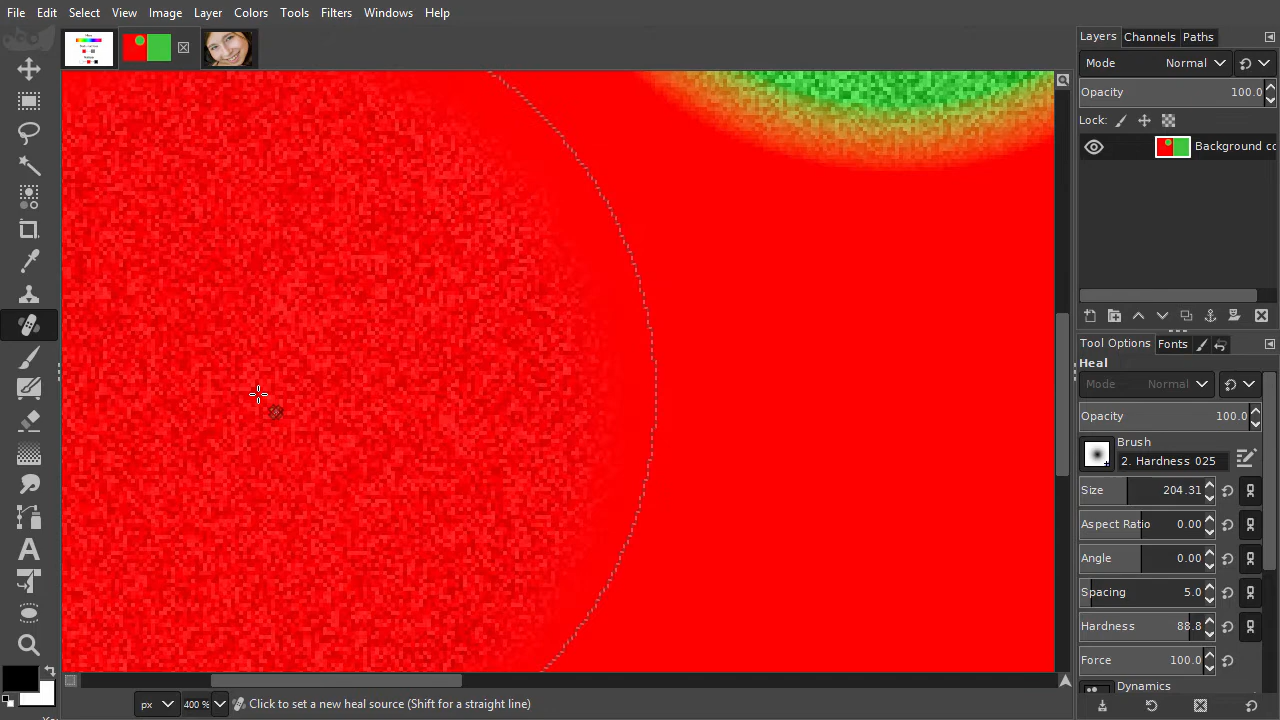 File Edit Select View Image Layer Colors Tools Filters Windows Help
Layers Channels Paths
Mode Normal
Opacity 100.0
Lock:
Background co
Tool Options Fonts
Heal
Mode Normal
Opacity 100.0
Brush
2. Hardness 025
Size 204.31
Aspect Ratio 0.00
Angle 0.00
Spacing 5.0
Hardness 88.8
Force 100.0
Dynamics
px 400 % Click to set a new heal source (Shift for a straight line)